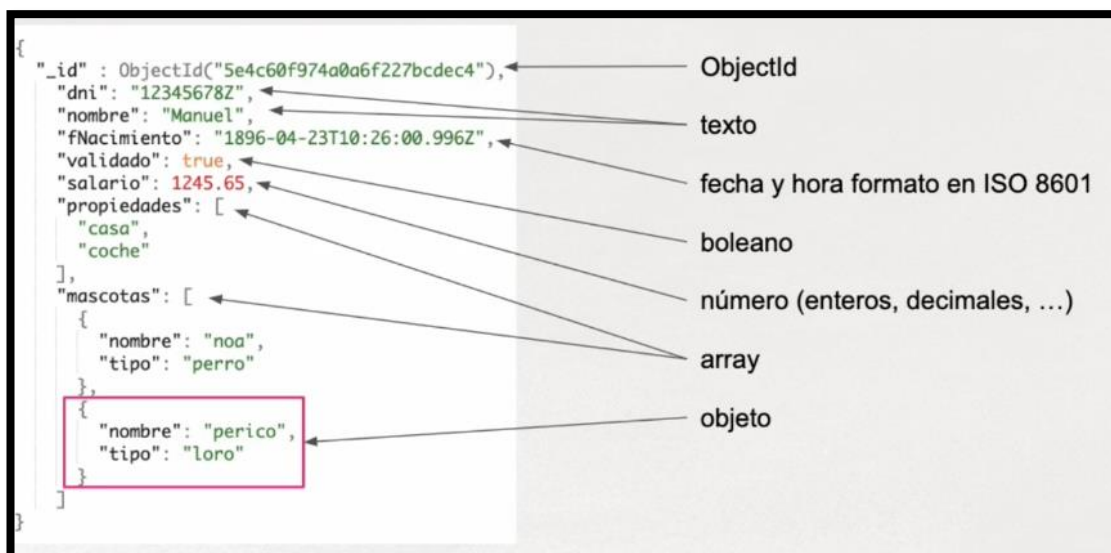 {
"_id" : ObjectId("5e4c60f974a0a6f227bcdec4"),
"dni": "12345678Z",
"nombre": "Manuel",
"fNacimiento": "1896-04-23T10:26:00.996Z",
"validado": true,
"salario": 1245.65,
"propiedades": [
"casa",
"coche"
],
"mascotas": [
{
"nombre": "noa",
"tipo": "perro"
},
{
"nombre": "perico",
"tipo": "loro"
}
]
}
ObjectId
texto
fecha y hora formato en ISO 8601
boleano
número (enteros, decimales, …)
array
objeto